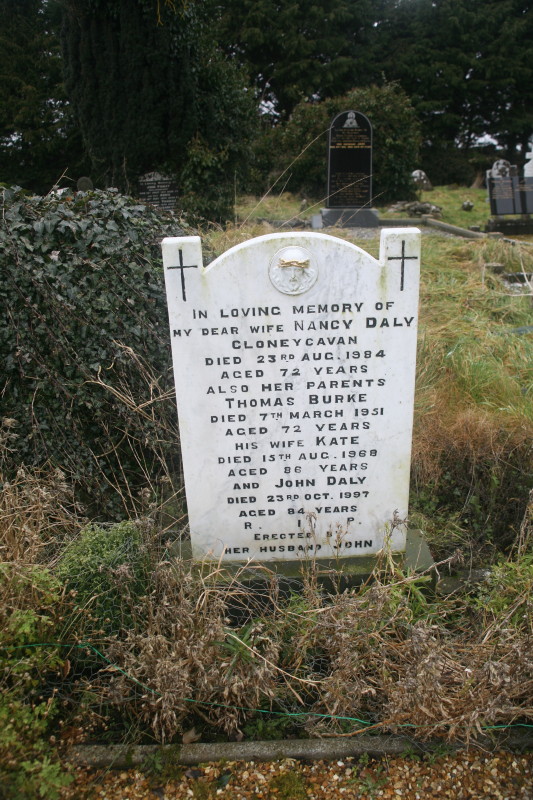 IN LOVING MEMORY OF
MY DEAR WIFE NANCY DALY
CLONEYCAVAN
DIED 23RD AUG. 1984
AGED 72 YEARS
ALSO HER PARENTS
THOMAS BURKE
DIED 7TH MARCH 1951
AGED 72 YEARS
HIS WIFE KATE
DIED 15TH AUG. 1968
AGED 86 YEARS
AND JOHN DALY
DIED 23RD OCT. 1997
AGED 84 YEARS
R. I. P.
ERECTED BY
HER HUSBAND JOHN